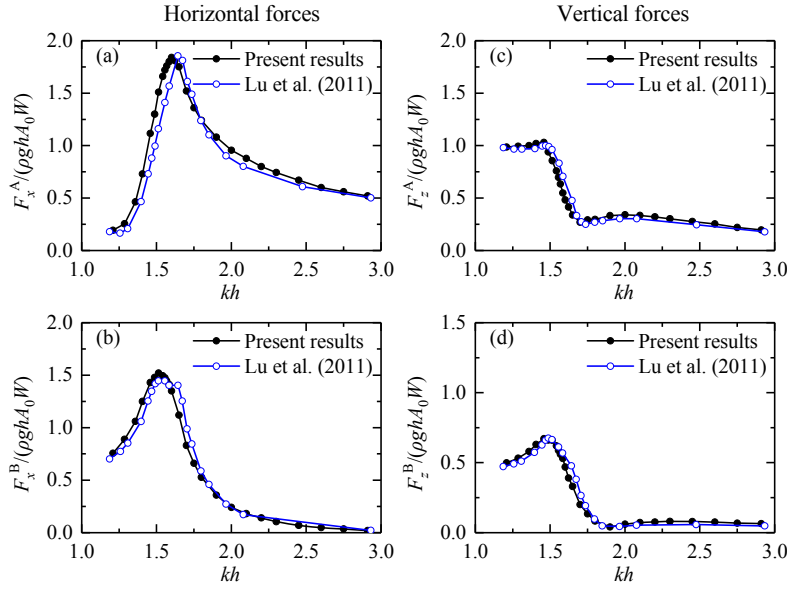 Horizontal forces
Vertical forces
(a)
Present results
Lu et al. (2011)
F_x^A/(ρghA_0W)
2.0
1.5
1.0
0.5
0.0
1.0 1.5 2.0 2.5 3.0
kh
(c)
Present results
Lu et al. (2011)
F_z^A/(ρghA_0W)
2.0
1.5
1.0
0.5
0.0
1.0 1.5 2.0 2.5 3.0
kh
(b)
Present results
Lu et al. (2011)
F_x^B/(ρghA_0W)
2.0
1.5
1.0
0.5
0.0
1.0 1.5 2.0 2.5 3.0
kh
(d)
Present results
Lu et al. (2011)
F_z^B/(ρghA_0W)
1.5
1.0
0.5
0.0
1.0 1.5 2.0 2.5 3.0
kh